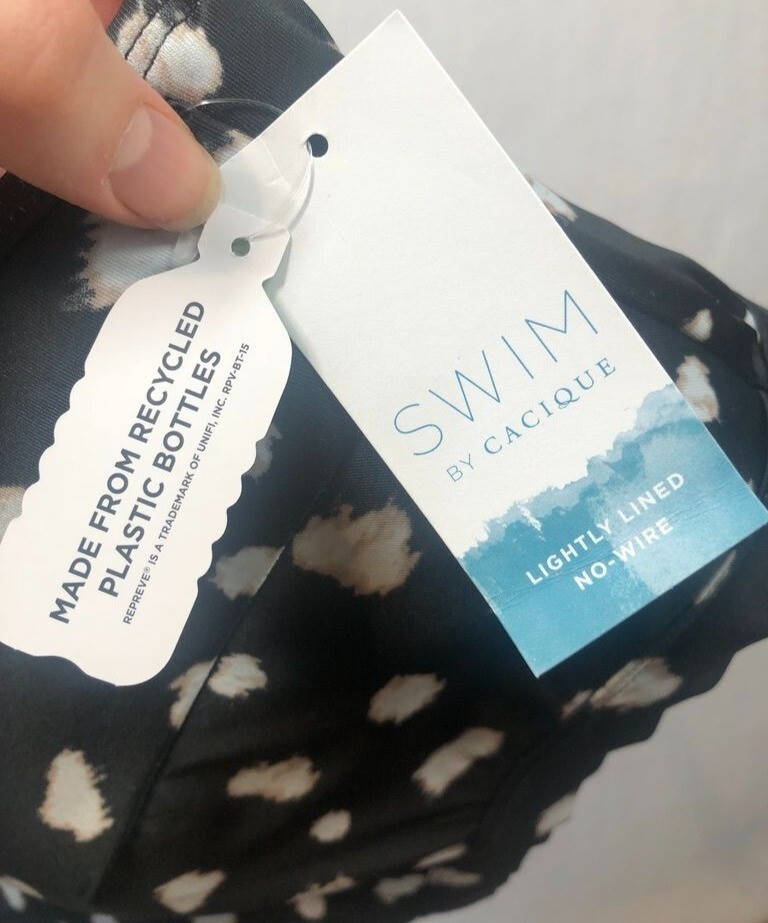 MADE FROM RECYCLED
PLASTIC BOTTLES
REPREVE® IS A TRADEMARK OF UNIFI, INC. RPV-BT-15
SWIM
BY CACIQUE
LIGHTLY LINED
NO-WIRE